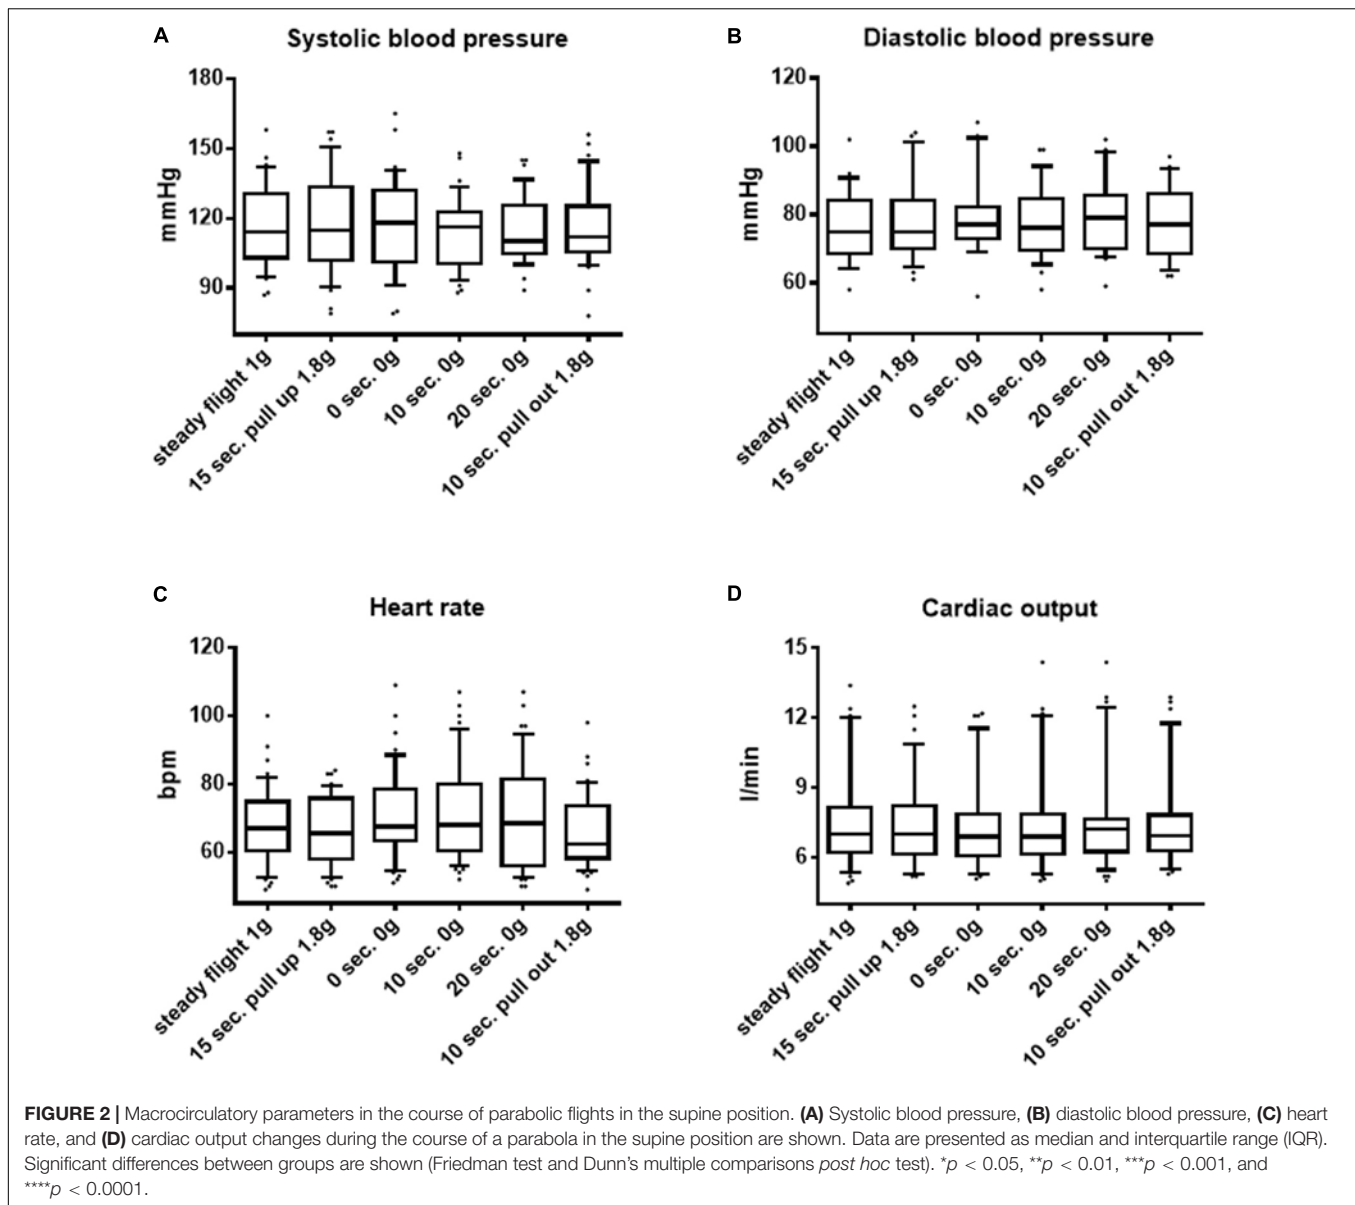 A
Systolic blood pressure
mmHg
180
150
120
90
steady flight 1g
15 sec. pull up 1.8g
0 sec. 0g
10 sec. 0g
20 sec. 0g
10 sec. pull out 1.8g
B
Diastolic blood pressure
mmHg
120
100
80
60
steady flight 1g
15 sec. pull up 1.8g
0 sec. 0g
10 sec. 0g
20 sec. 0g
10 sec. pull out 1.8g
C
Heart rate
bpm
120
100
80
60
steady flight 1g
15 sec. pull up 1.8g
0 sec. 0g
10 sec. 0g
20 sec. 0g
10 sec. pull out 1.8g
D
Cardiac output
l/min
15
12
9
6
steady flight 1g
15 sec. pull up 1.8g
0 sec. 0g
10 sec. 0g
20 sec. 0g
10 sec. pull out 1.8g
FIGURE 2 | Macrocirculatory parameters in the course of parabolic flights in the supine position. (A) Systolic blood pressure, (B) diastolic blood pressure, (C) heart
rate, and (D) cardiac output changes during the course of a parabola in the supine position are shown. Data are presented as median and interquartile range (IQR).
Significant differences between groups are shown (Friedman test and Dunn's multiple comparisons post hoc test). *p < 0.05, **p < 0.01, ***p < 0.001, and
****p < 0.0001.